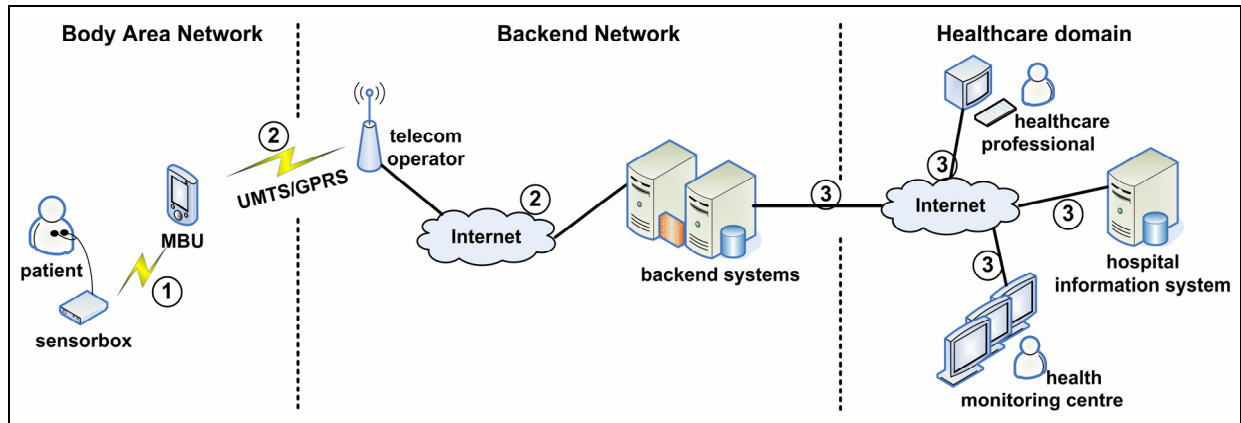 Body Area Network
Backend Network
Healthcare domain
2
UMTS/GPRS
MBU
patient
1
sensorbox
telecom
operator
Internet
2
backend systems
3
healthcare
professional
3
Internet
3
hospital
information system
3
health
monitoring centre